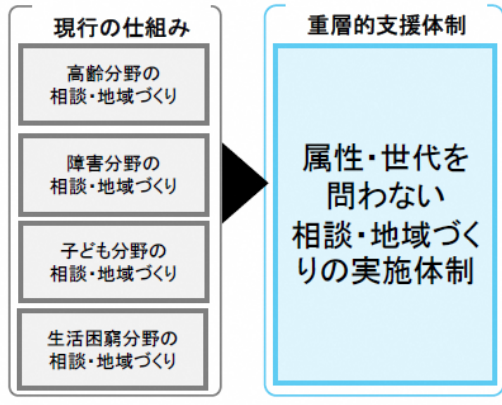 現行の仕組み
高齢分野の
相談・地域づくり
障害分野の
相談・地域づくり
子ども分野の
相談・地域づくり
生活困窮分野の
相談・地域づくり
重層的支援体制
属性・世代を
問わない
相談・地域づく
りの実施体制